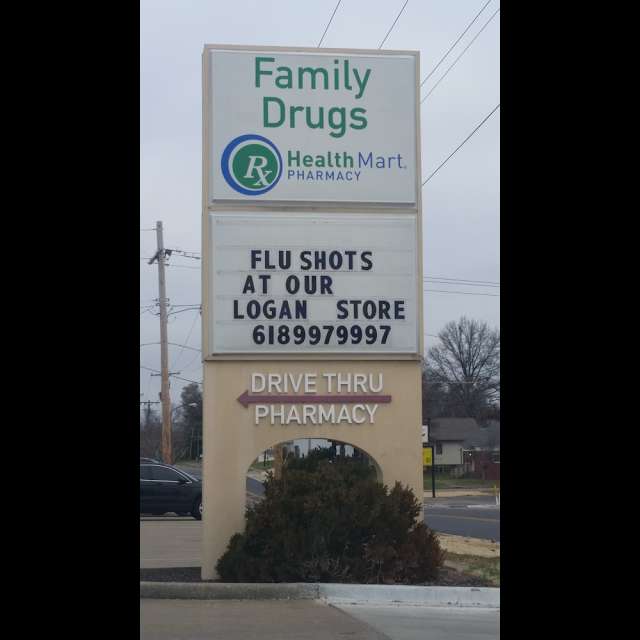 Family
Drugs
Rx
Health Mart®
PHARMACY
FLU SHOTS
AT OUR
LOGAN STORE
6189979997
DRIVE THRU
PHARMACY